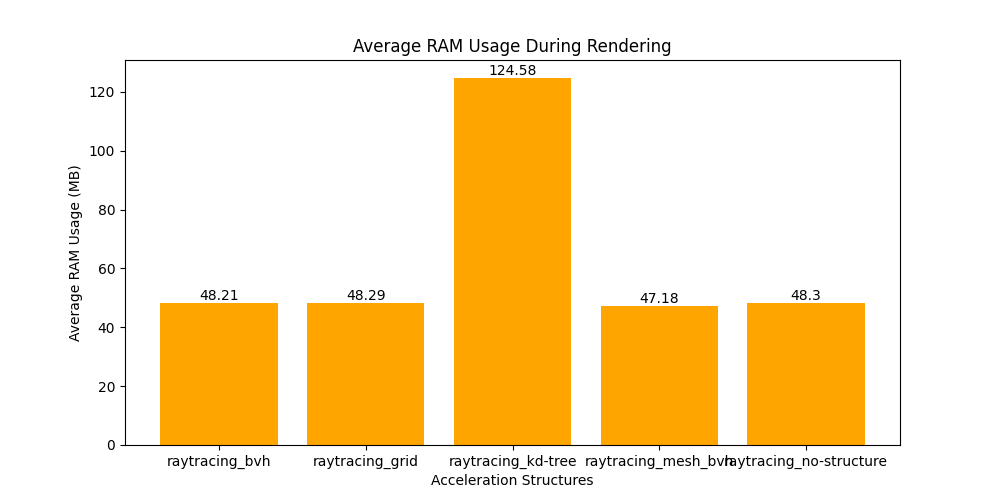 Average RAM Usage During Rendering
Average RAM Usage (MB)
120
100
80
60
40
20
0
48.21
48.29
124.58
47.18
48.3
raytracing_bvh
raytracing_grid
raytracing_kd-tree
raytracing_mesh_bvh
raytracing_no-structure
Acceleration Structures